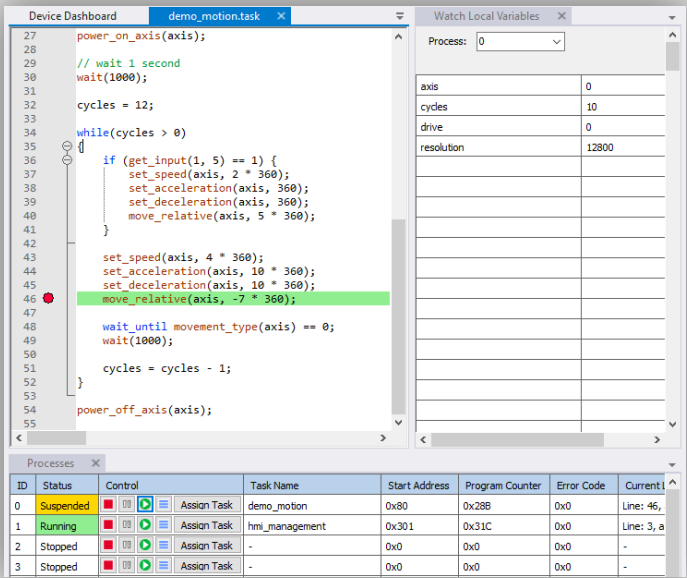 Device Dashboard demo_motion.task Watch Local Variables
27 power_on_axis(axis);
28
29 // wait 1 second
30 wait(1000);
31
32 cycles = 12;
33
34 while(cycles > 0)
35 {
36 if (get_input(1, 5) == 1) {
37 set_speed(axis, 2 * 360);
38 set_acceleration(axis, 360);
39 set_deceleration(axis, 360);
40 move_relative(axis, 5 * 360);
41 }
42
43 set_speed(axis, 4 * 360);
44 set_acceleration(axis, 10 * 360);
45 set_deceleration(axis, 10 * 360);
46 move_relative(axis, -7 * 360);
47
48 wait_until movement_type(axis) == 0;
49 wait(1000);
50
51 cycles = cycles - 1;
52 }
53
54 power_off_axis(axis);
55
Process: 0
axis 0
cycles 10
drive 0
resolution 12800
Processes
ID Status Control Task Name Start Address Program Counter Error Code Current L
0 Suspended Assign Task demo_motion 0x80 0x28B 0x0 Line: 46,
1 Running Assign Task hmi_management 0x301 0x31C 0x0 Line: 3, a
2 Stopped Assign Task - 0x0 0x0 0x0 -
3 Stopped Assign Task - 0x0 0x0 0x0 -